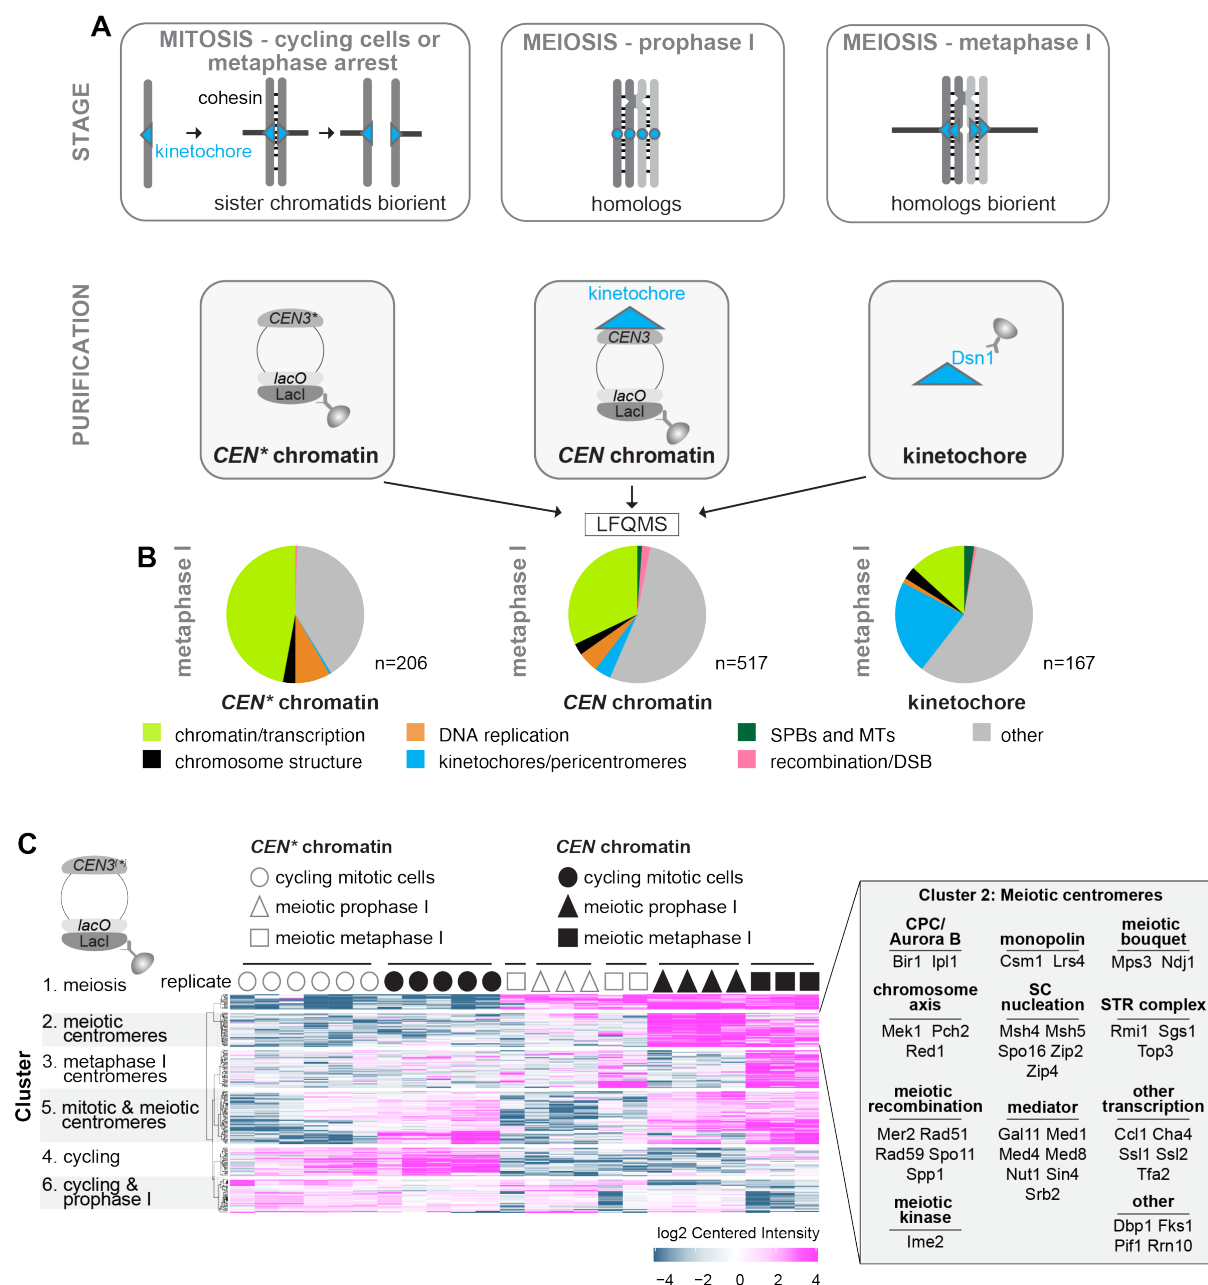 A
STAGE
MITOSIS - cycling cells or
metaphase arrest
cohesin
kinetochore
sister chromatids biorient
MEIOSIS - prophase I
homologs
MEIOSIS - metaphase I
homologs biorient
PURIFICATION
CEN3*
lacO
LacI
CEN* chromatin
kinetochore
CEN3
lacO
LacI
CEN chromatin
Dsn1
kinetochore
LFQMS
B
metaphase I
n=206
CEN* chromatin
metaphase I
n=517
CEN chromatin
metaphase I
n=167
kinetochore
chromatin/transcription
DNA replication
SPBs and MTs
other
chromosome structure
kinetochores/pericentromeres
recombination/DSB
C
CEN3(*)
lacO
LacI
CEN* chromatin
cycling mitotic cells
meiotic prophase I
meiotic metaphase I
CEN chromatin
cycling mitotic cells
meiotic prophase I
meiotic metaphase I
replicate
Cluster
1. meiosis
2. meiotic
centromeres
3. metaphase I
centromeres
5. mitotic & meiotic
centromeres
4. cycling
6. cycling &
prophase I
log2 Centered Intensity
−4 −2 0 2 4
Cluster 2: Meiotic centromeres
CPC/
Aurora B
Bir1 Ipl1
monopolin
Csm1 Lrs4
meiotic
bouquet
Mps3 Ndj1
chromosome
axis
Mek1 Pch2
Red1
SC
nucleation
Msh4 Msh5
Spo16 Zip2
Zip4
STR complex
Rmi1 Sgs1
Top3
meiotic
recombination
Mer2 Rad51
Rad59 Spo11
Spp1
mediator
Gal11 Med1
Med4 Med8
Nut1 Sin4
Srb2
other
transcription
Ccl1 Cha4
Ssl1 Ssl2
Tfa2
meiotic
kinase
Ime2
other
Dbp1 Fks1
Pif1 Rrn10